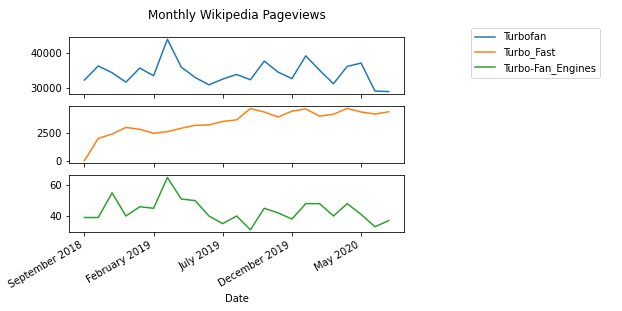 Monthly Wikipedia Pageviews
Turbofan
Turbo_Fast
Turbo-Fan_Engines
40000
30000
2500
0
60
40
September 2018
February 2019
July 2019
December 2019
May 2020
Date